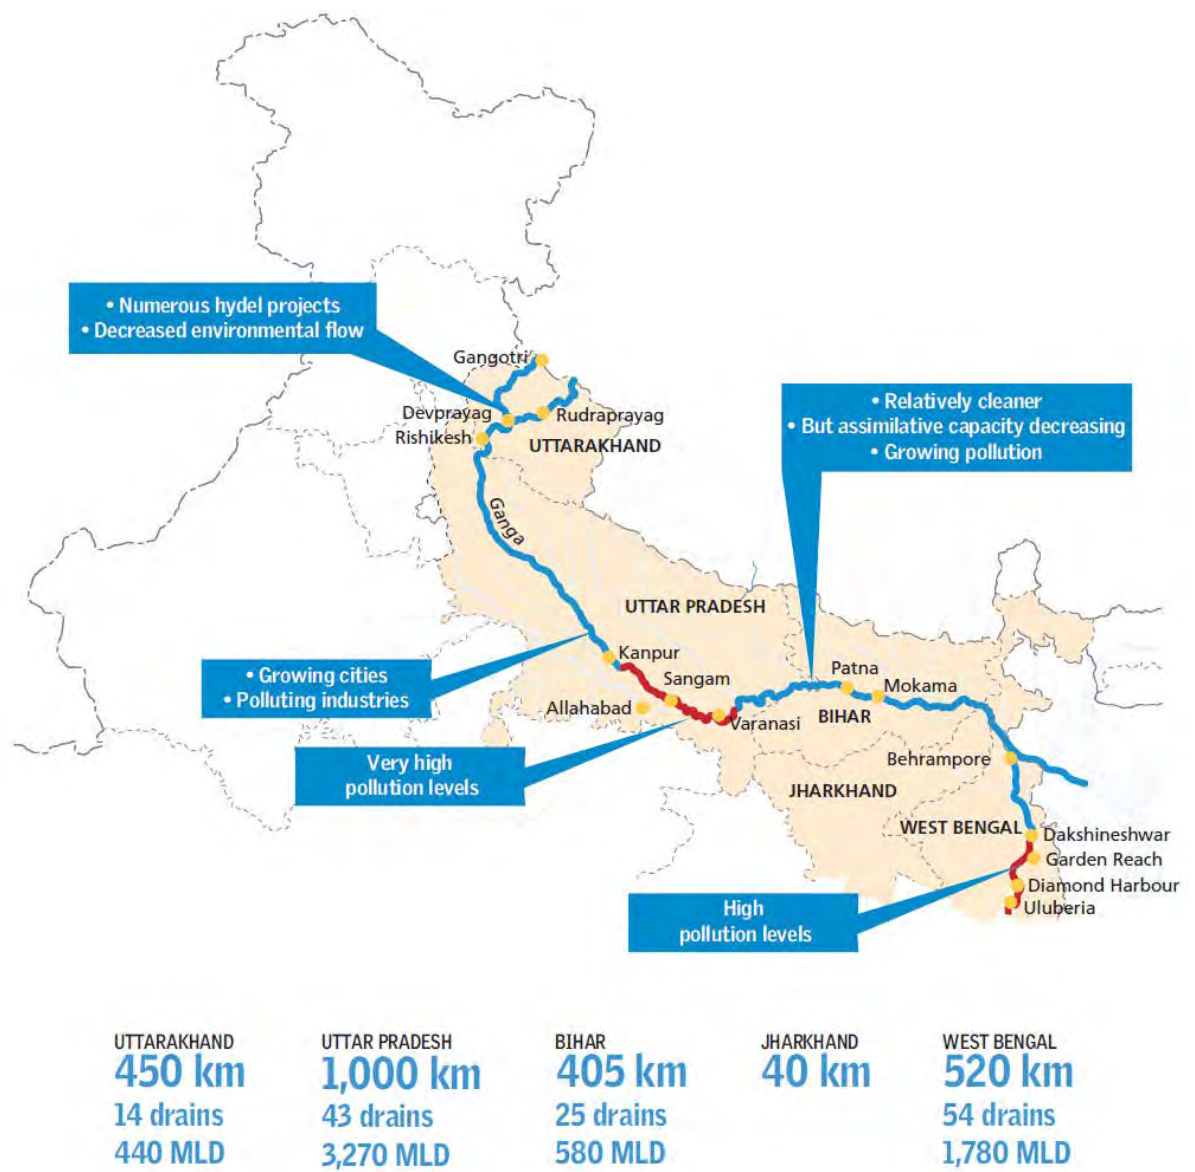 • Numerous hydel projects
• Decreased environmental flow
Gangotri
Devprayag
Rudraprayag
Rishikesh
UTTARAKHAND
• Relatively cleaner
• But assimilative capacity decreasing
• Growing pollution
Ganga
UTTAR PRADESH
• Growing cities
• Polluting industries
Kanpur
Sangam
Allahabad
Varanasi
Patna
Mokama
BIHAR
Very high
pollution levels
Behrampore
JHARKHAND
WEST BENGAL
Dakshineshwar
Garden Reach
Diamond Harbour
Uluberia
High
pollution levels
UTTARAKHAND
450 km
14 drains
440 MLD
UTTAR PRADESH
1,000 km
43 drains
3,270 MLD
BIHAR
405 km
25 drains
580 MLD
JHARKHAND
40 km
WEST BENGAL
520 km
54 drains
1,780 MLD